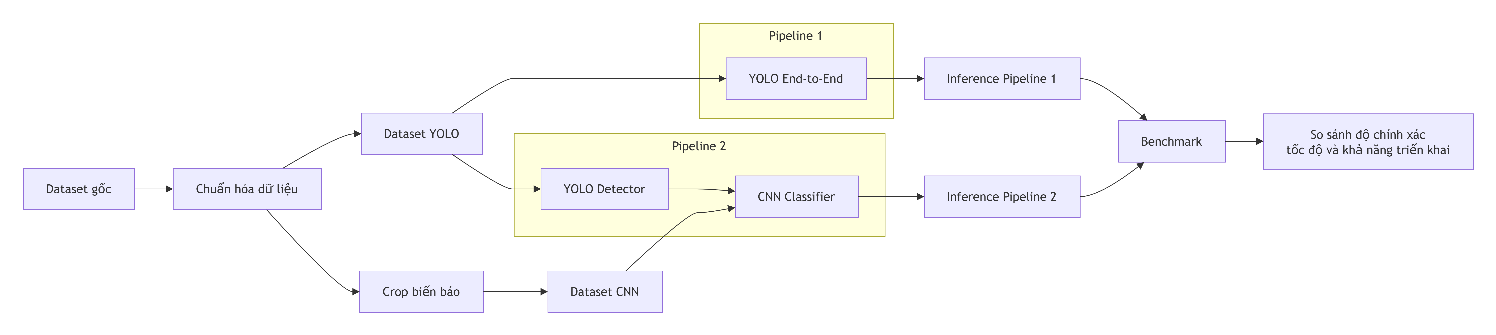 Pipeline 1
YOLO End-to-End
Inference Pipeline 1
Dataset YOLO
Pipeline 2
Benchmark
So sánh độ chính xác
tốc độ và khả năng triển khai
Dataset gốc
Chuẩn hóa dữ liệu
YOLO Detector
CNN Classifier
Inference Pipeline 2
Crop biển báo
Dataset CNN